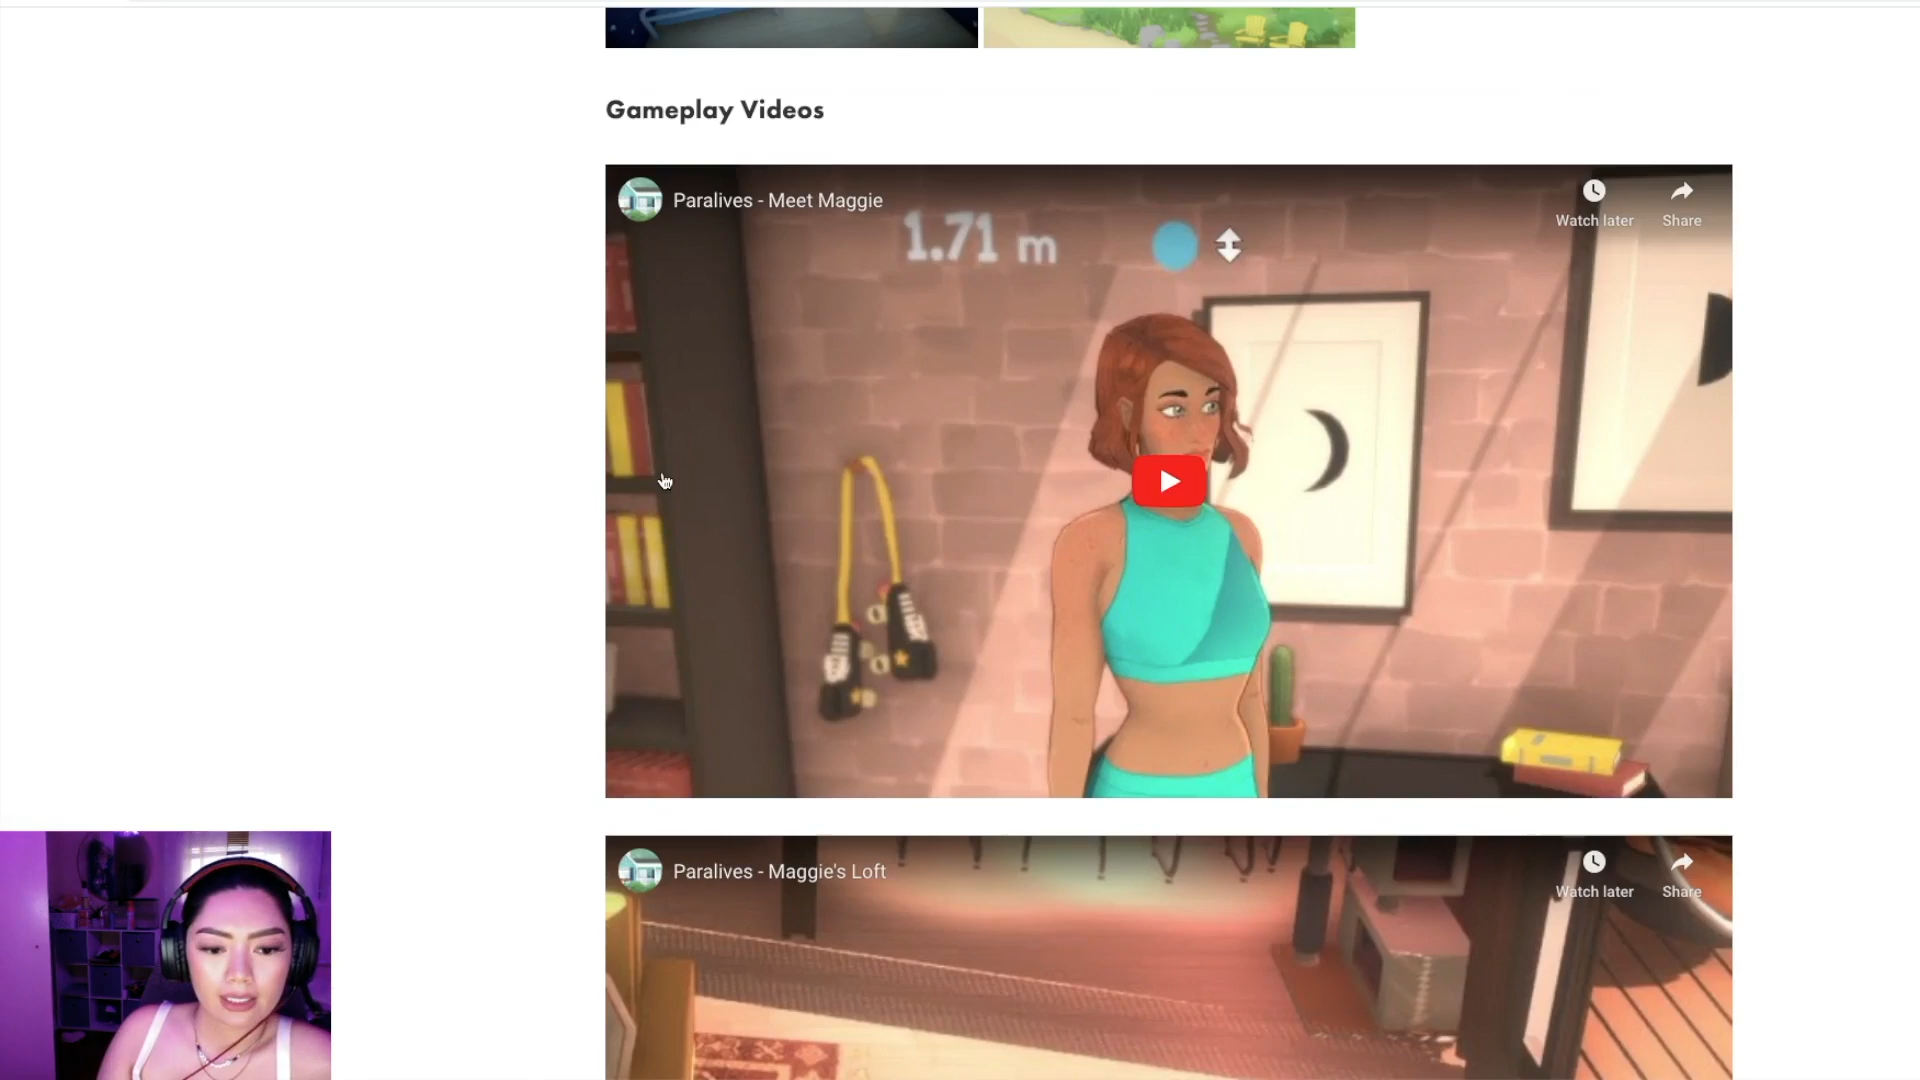 Gameplay Videos
Paralives - Meet Maggie
Watch later
Share
1.71 m
Paralives - Maggie's Loft
Watch later
Share